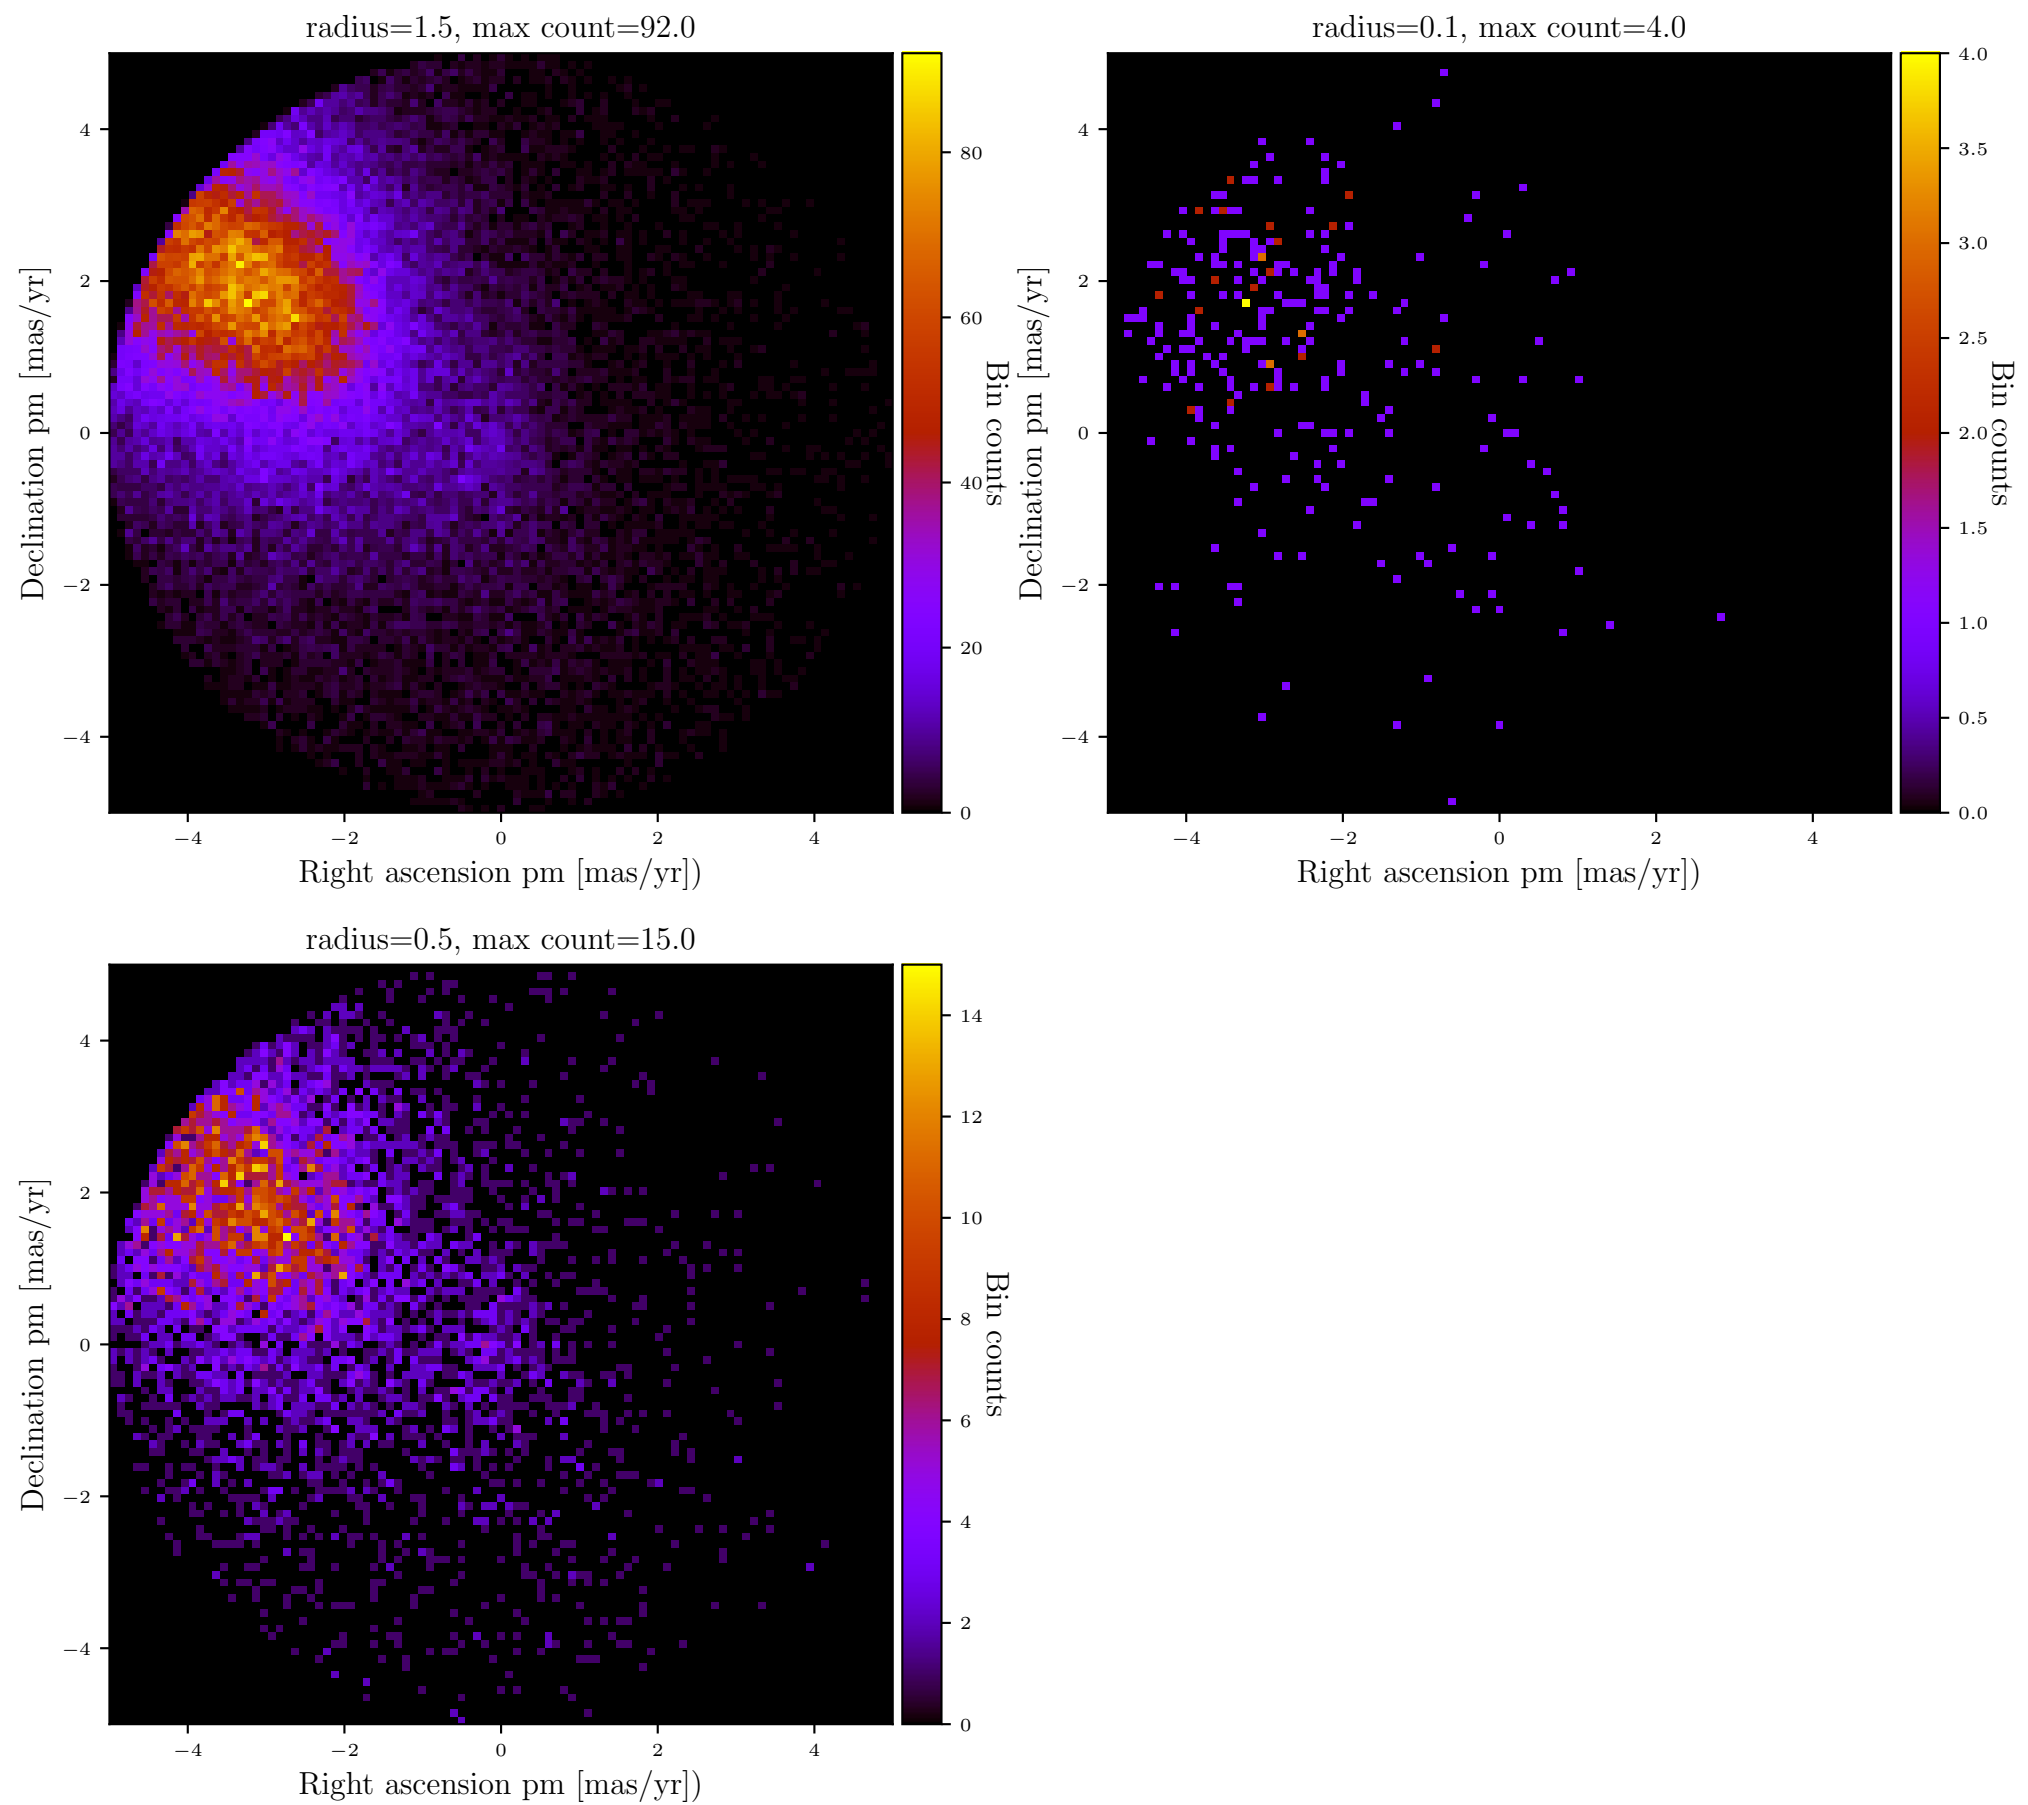 radius=1.5, max count=92.0
Declination pm [mas/yr]
4
2
0
−2
−4
−4 −2 0 2 4
Right ascension pm [mas/yr])
80
60
40
20
0
Bin counts
radius=0.1, max count=4.0
Declination pm [mas/yr]
4
2
0
−2
−4
−4 −2 0 2 4
Right ascension pm [mas/yr])
4.0
3.5
3.0
2.5
2.0
1.5
1.0
0.5
0.0
Bin counts
radius=0.5, max count=15.0
Declination pm [mas/yr]
4
2
0
−2
−4
−4 −2 0 2 4
Right ascension pm [mas/yr])
14
12
10
8
6
4
2
0
Bin counts